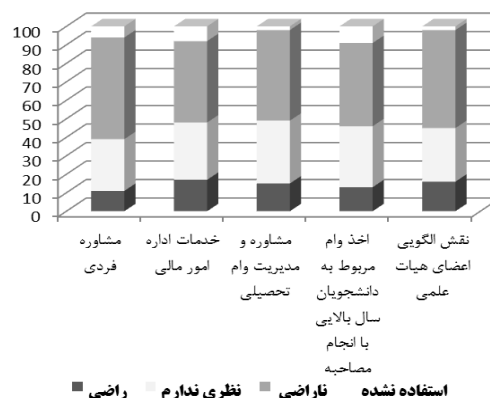 100
90
80
70
60
50
40
30
20
10
0
مشاوره
فردی
خدمات اداره
امور مالی
مشاوره و
مدیریت وام
تحصیلی
اخذ وام
مربوط به
دانشجویان
سال بالایی
با انجام
مصاحبه
نقش الگویی
اعضای هیات
علمی
راضی نظری ندارم ناراضی استفاده نشده